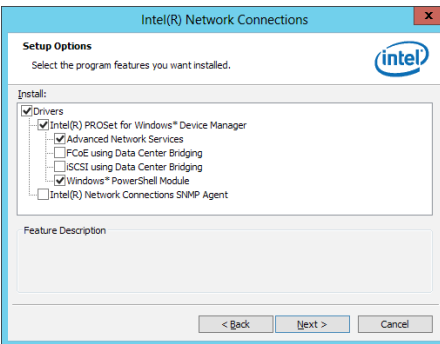 Intel(R) Network Connections
x
Setup Options
Select the program features you want installed.
intel
Install:
Drivers
Intel(R) PROSet for Windows* Device Manager
Advanced Network Services
FCoE using Data Center Bridging
iSCSI using Data Center Bridging
Windows* PowerShell Module
Intel(R) Network Connections SNMP Agent
Feature Description
< Back
Next >
Cancel